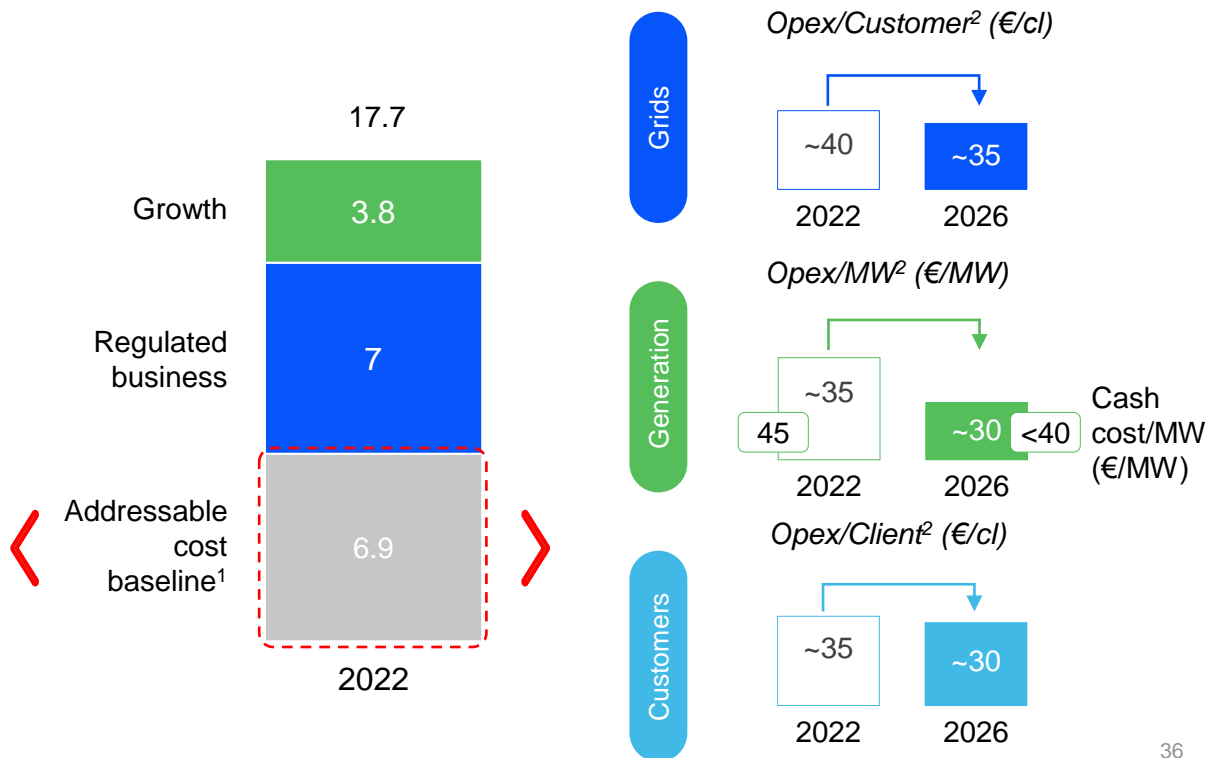 17.7
Growth
3.8
Regulated
business
7
Addressable
cost
baseline1
6.9
2022
Grids
Opex/Customer2 (€/cl)
~40
~35
2022
2026
Generation
Opex/MW2 (€/MW)
~35
45
~30
<40
Cash
cost/MW
(€/MW)
2022
2026
Customers
Opex/Client2 (€/cl)
~35
~30
2022
2026
36